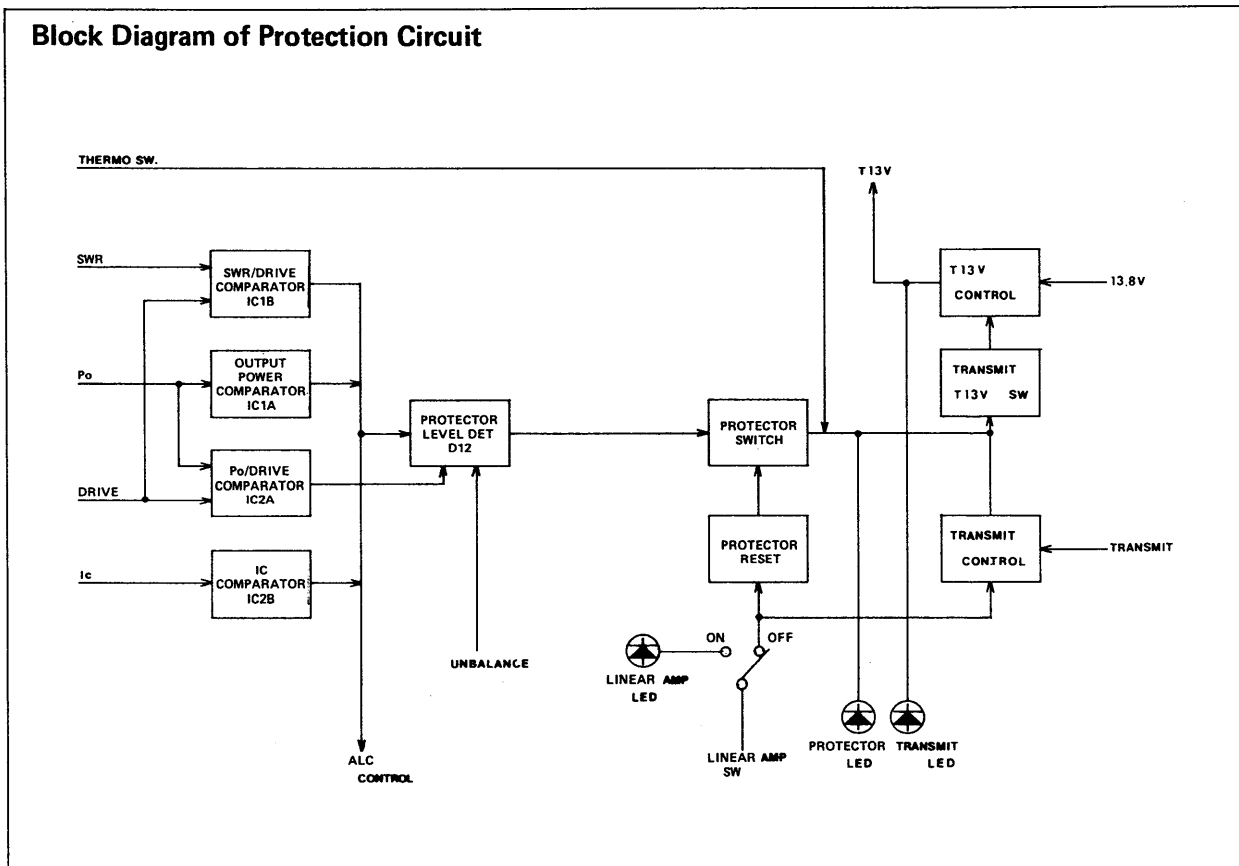 Block Diagram of Protection Circuit
THERMO SW.
T13V
SWR
SWR/DRIVE
COMPARATOR
IC1B
T13V
CONTROL
13.8V
Po
OUTPUT
POWER
COMPARATOR
IC1A
TRANSMIT
T13V SW
PROTECTOR
LEVEL DET
D12
PROTECTOR
SWITCH
DRIVE
Po/DRIVE
COMPARATOR
IC2A
PROTECTOR
RESET
TRANSMIT
CONTROL
TRANSMIT
Ic
IC
COMPARATOR
IC2B
UNBALANCE
ON
OFF
LINEAR AMP
LED
LINEAR AMP
SW
PROTECTOR
LED
TRANSMIT
LED
ALC
CONTROL